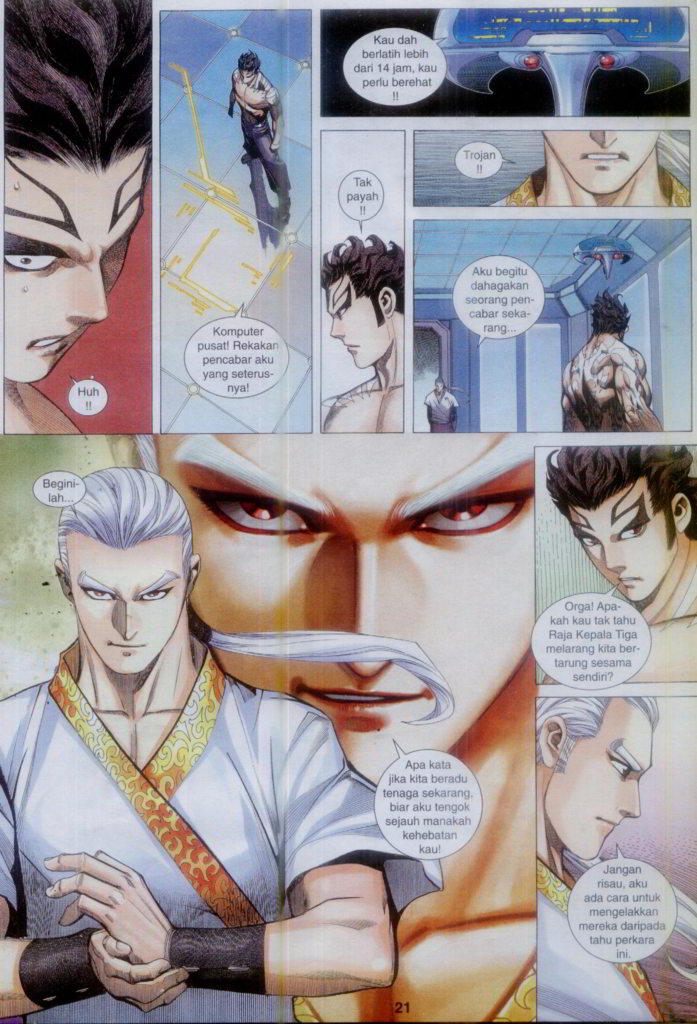 Huh
!!
Komputer
pusat! Rekakan
pencabar aku
yang seterus-
nya!
Kau dah
berlatih lebih
dari 14 jam, kau
perlu berehat
!!
Tak
payah
!!
Trojan
!!
Aku begitu
dahagakan
seorang pen-
cabar seka-
rang...
Begini-
lah...
Apa kata
jika kita beradu
tenaga sekarang,
biar aku tengok
sejauh manakah
kehebatan
kau!
Orga! Apa-
kah kau tak tahu
Raja Kepala Tiga
melarang kita ber-
tarung sesama
sendiri?
Jangan
risau, aku
ada cara untuk
mengelakkan
mereka daripada
tahu perkara
ini.
21